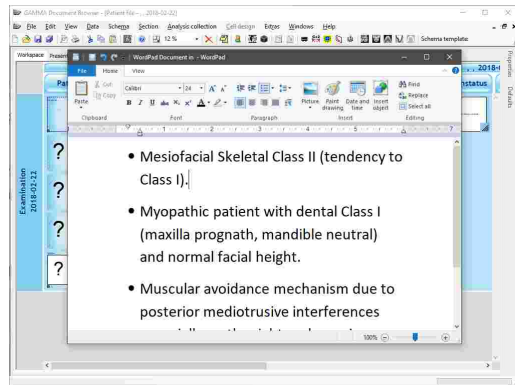 GAMMA Document Browser - [Patient file - , , 2018-02-22]
File Edit View Date Schema Section Analysis collection Cell design Extras Windows Help
12 % Schema template:
Workspace
Properties
Defaults
WordPad Document in - WordPad
File Home View
Cut
Copy
Paste
Clipboard
Calibri 24
Font
Paragraph
Picture Paint drawing Date and time Insert object
Insert
Find
Replace
Select all
Editing
Examination
2018-02-22
?
?
?
?
• Mesiofacial Skeletal Class II (tendency to
Class I).
• Myopathic patient with dental Class I
(maxilla prognath, mandible neutral)
and normal facial height.
• Muscular avoidance mechanism due to
posterior mediotrusive interferences
100%